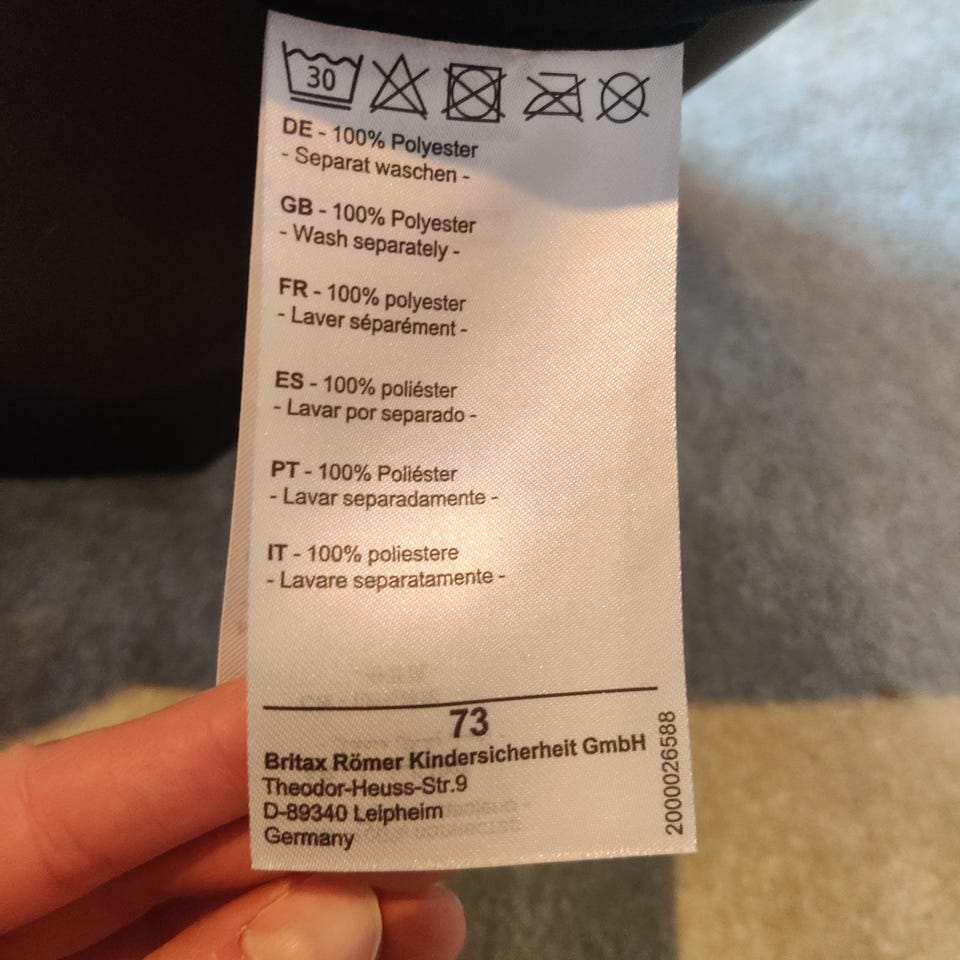 30
DE - 100% Polyester
- Separat waschen -
GB - 100% Polyester
- Wash separately -
FR - 100% polyester
- Laver séparément -
ES - 100% poliéster
- Lavar por separado -
PT - 100% Poliéster
- Lavar separadamente -
IT - 100% poliestere
- Lavare separatamente -
73
Britax Römer Kindersicherheit GmbH
Theodor-Heuss-Str.9
D-89340 Leipheim
Germany
2000026588